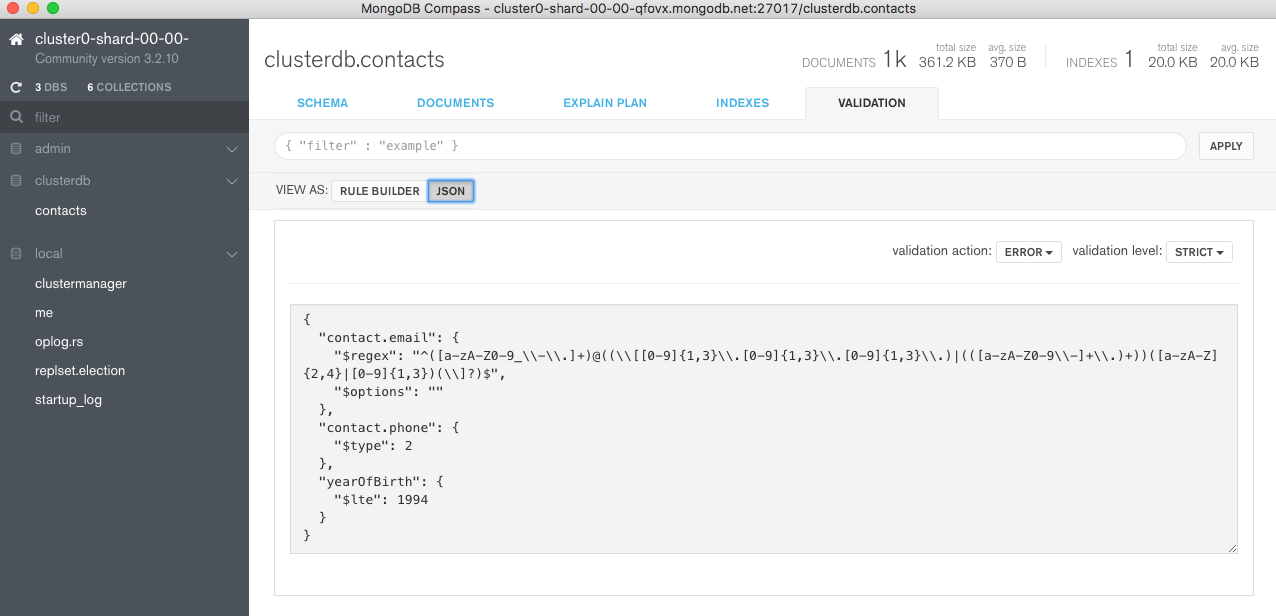 MongoDB Compass - cluster0-shard-00-00-qfovx.mongodb.net:27017/clusterdb.contacts
cluster0-shard-00-00-
Community version 3.2.10
3 DBS 6 COLLECTIONS
filter
admin
clusterdb
contacts
local
clustermanager
me
oplog.rs
replset.election
startup_log
clusterdb.contacts
DOCUMENTS 1k total size 361.2 KB avg. size 370 B
INDEXES 1 total size 20.0 KB avg. size 20.0 KB
SCHEMA DOCUMENTS EXPLAIN PLAN INDEXES VALIDATION
{ "filter" : "example" } APPLY
VIEW AS: RULE BUILDER JSON
validation action: ERROR validation level: STRICT
{
"contact.email": {
"$regex": "^([a-zA-Z0-9_\\-\\.]+)@((\\[[0-9]{1,3}\\.[0-9]{1,3}\\.[0-9]{1,3}\\.)|(([a-zA-Z0-9\\-]+\\.)+))([a-zA-Z]
{2,4}|[0-9]{1,3})(\\]?)$",
"$options": ""
},
"contact.phone": {
"$type": 2
},
"yearOfBirth": {
"$lte": 1994
}
}